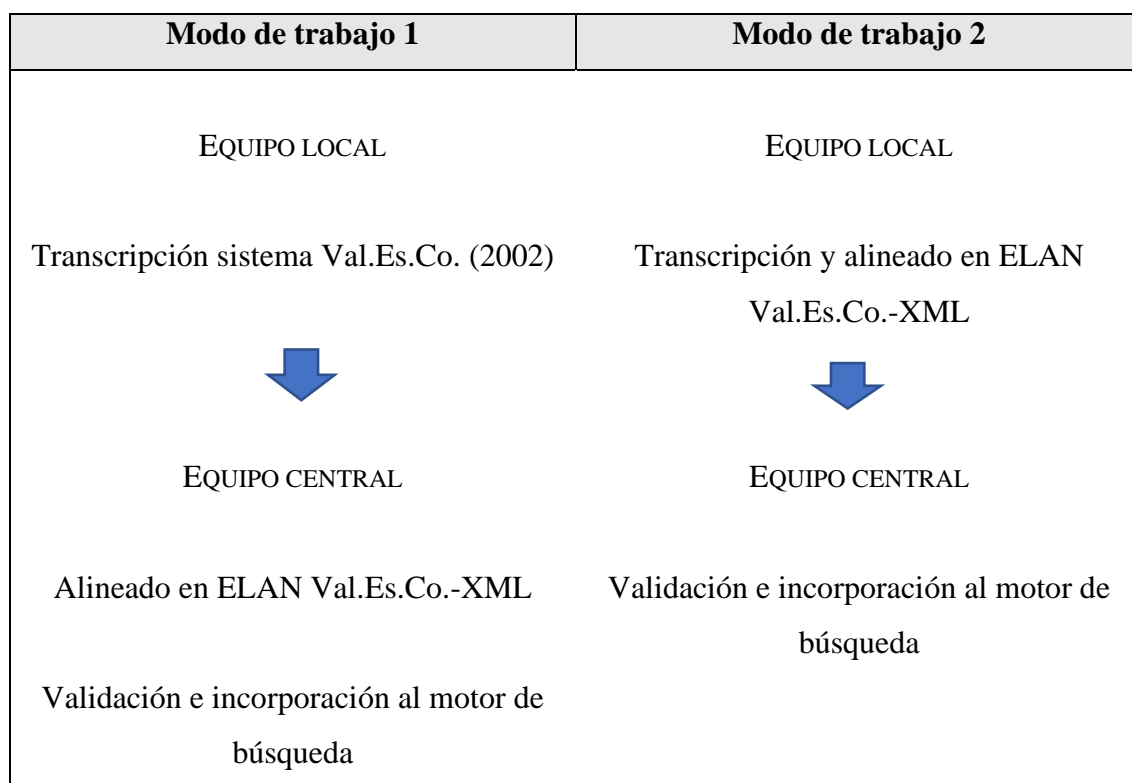 Modo de trabajo 1
Modo de trabajo 2
EQUIPO LOCAL
Transcripción sistema Val.Es.Co. (2002)
EQUIPO CENTRAL
Alineado en ELAN Val.Es.Co.-XML
Validación e incorporación al motor de
búsqueda
EQUIPO LOCAL
Transcripción y alineado en ELAN
Val.Es.Co.-XML
EQUIPO CENTRAL
Validación e incorporación al motor de
búsqueda